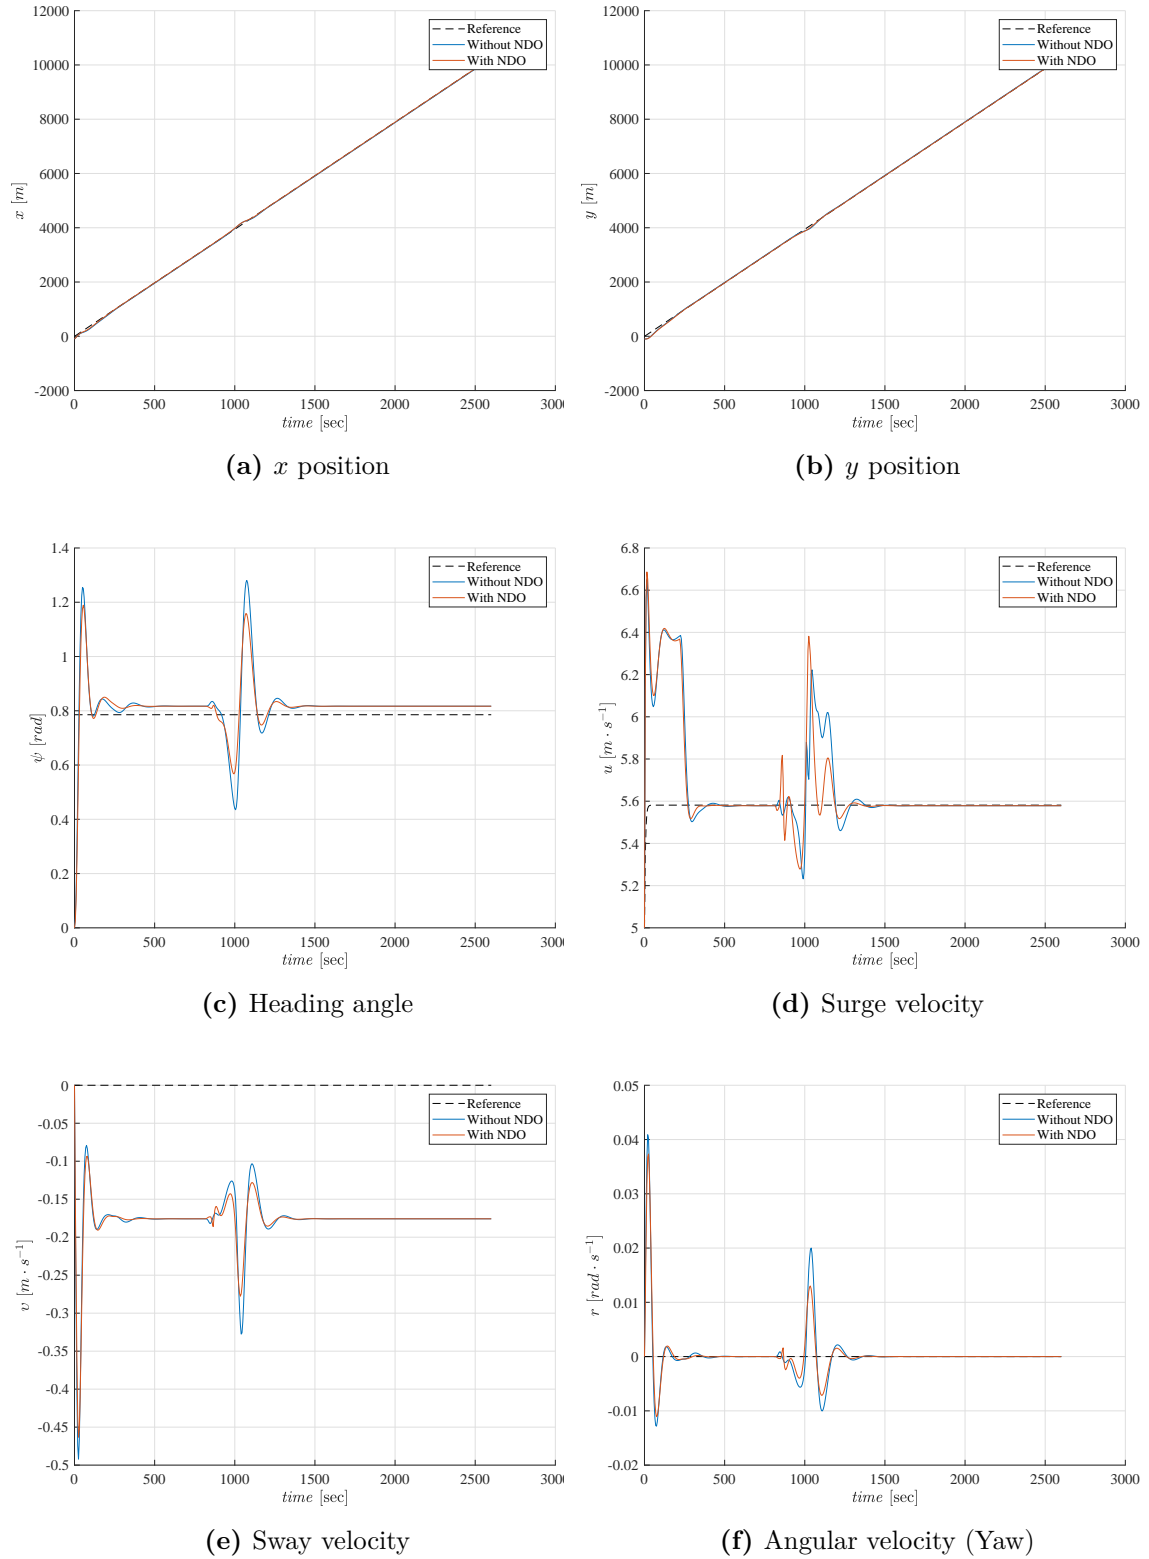 12000
10000
8000
6000
4000
2000
0
-2000
x [m]
0 500 1000 1500 2000 2500 3000
time [sec]
Reference
Without NDO
With NDO
(a) x position
12000
10000
8000
6000
4000
2000
0
-2000
y [m]
0 500 1000 1500 2000 2500 3000
time [sec]
Reference
Without NDO
With NDO
(b) y position
1.4
1.2
1
0.8
0.6
0.4
0.2
0
ψ [rad]
0 500 1000 1500 2000 2500 3000
time [sec]
Reference
Without NDO
With NDO
(c) Heading angle
6.8
6.6
6.4
6.2
6
5.8
5.6
5.4
5.2
5
u [m · s⁻¹]
0 500 1000 1500 2000 2500 3000
time [sec]
Reference
Without NDO
With NDO
(d) Surge velocity
0
-0.05
-0.1
-0.15
-0.2
-0.25
-0.3
-0.35
-0.4
-0.45
-0.5
v [m · s⁻¹]
0 500 1000 1500 2000 2500 3000
time [sec]
Reference
Without NDO
With NDO
(e) Sway velocity
0.05
0.04
0.03
0.02
0.01
0
-0.01
-0.02
r [rad · s⁻¹]
0 500 1000 1500 2000 2500 3000
time [sec]
Reference
Without NDO
With NDO
(f) Angular velocity (Yaw)